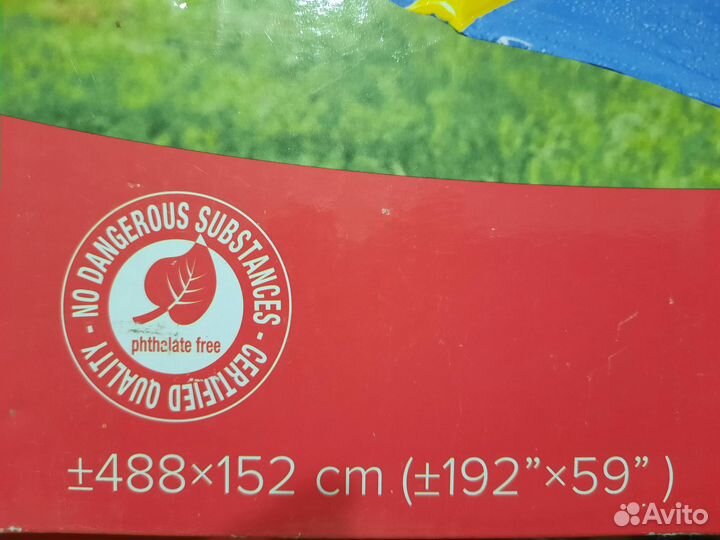 NO DANGEROUS SUBSTANCES - CERTIFIED QUALITY -
phthalate free
±488×152 cm (±192”×59”)
Avito